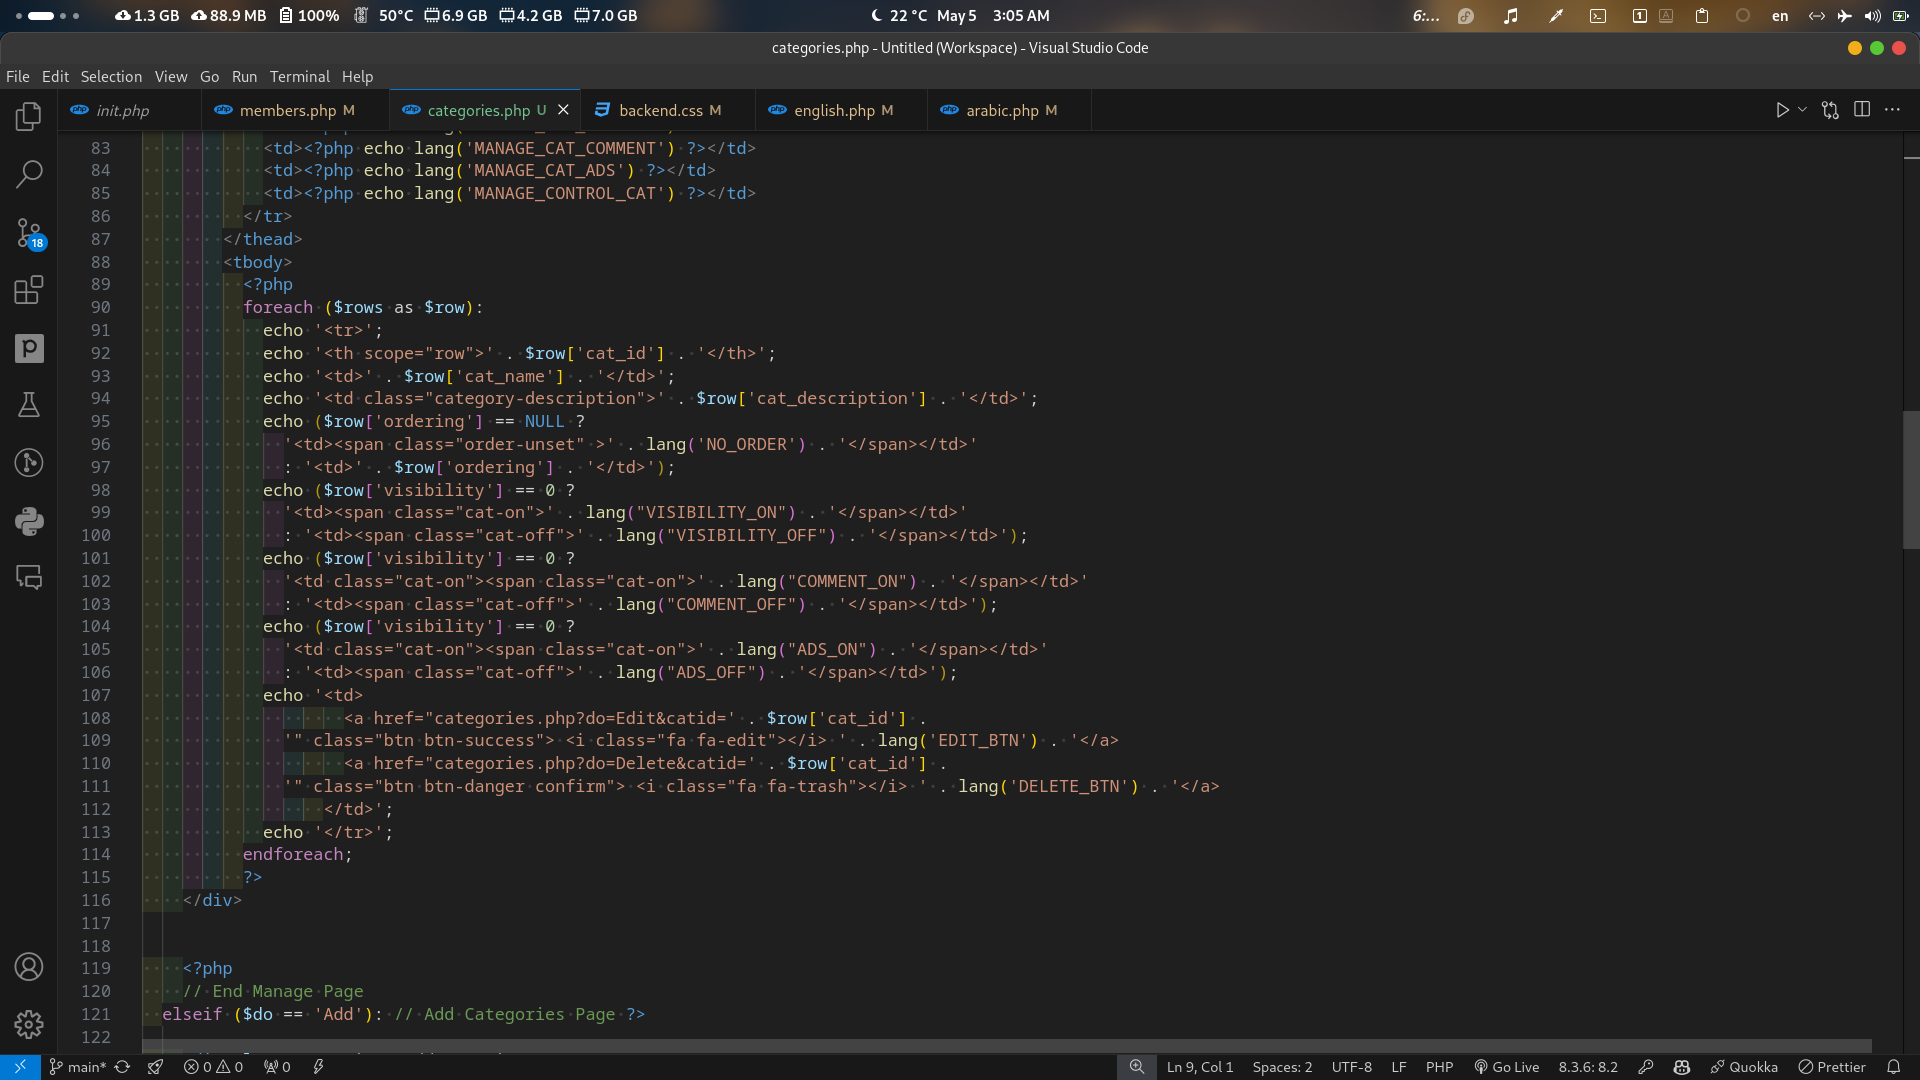 1.3 GB 88.9 MB 100% 50°C 6.9 GB 4.2 GB 7.0 GB 22 °C May 5 3:05 AM 6:... 1 A en
categories.php - Untitled (Workspace) - Visual Studio Code
File Edit Selection View Go Run Terminal Help
php init.php php members.php M php categories.php U backend.css M php english.php M php arabic.php M
83 <td><?php echo lang('MANAGE_CAT_COMMENT') ?></td>
84 <td><?php echo lang('MANAGE_CAT_ADS') ?></td>
85 <td><?php echo lang('MANAGE_CONTROL_CAT') ?></td>
86 </tr>
87 </thead>
88 <tbody>
89 <?php
90 foreach ($rows as $row):
91 echo '<tr>';
92 echo '<th scope="row">' . $row['cat_id'] . '</th>';
93 echo '<td>' . $row['cat_name'] . '</td>';
94 echo '<td class="category-description">' . $row['cat_description'] . '</td>';
95 echo ($row['ordering'] == NULL ?
96 '<td><span class="order-unset" >' . lang('NO_ORDER') . '</span></td>'
97 : '<td>' . $row['ordering'] . '</td>');
98 echo ($row['visibility'] == 0 ?
99 '<td><span class="cat-on">' . lang("VISIBILITY_ON") . '</span></td>'
100 : '<td><span class="cat-off">' . lang("VISIBILITY_OFF") . '</span></td>');
101 echo ($row['visibility'] == 0 ?
102 '<td class="cat-on"><span class="cat-on">' . lang("COMMENT_ON") . '</span></td>'
103 : '<td><span class="cat-off">' . lang("COMMENT_OFF") . '</span></td>');
104 echo ($row['visibility'] == 0 ?
105 '<td class="cat-on"><span class="cat-on">' . lang("ADS_ON") . '</span></td>'
106 : '<td><span class="cat-off">' . lang("ADS_OFF") . '</span></td>');
107 echo '<td>
108 <a href="categories.php?do=Edit&catid=' . $row['cat_id'] .
109 '" class="btn btn-success"> <i class="fa fa-edit"></i> ' . lang('EDIT_BTN') . '</a>
110 <a href="categories.php?do=Delete&catid=' . $row['cat_id'] .
111 '" class="btn btn-danger confirm"> <i class="fa fa-trash"></i> ' . lang('DELETE_BTN') . '</a>
112 </td>';
113 echo '</tr>';
114 endforeach;
115 ?>
116 </div>
117
118
119 <?php
120 // End Manage Page
121 elseif ($do == 'Add'): // Add Categories Page ?>
122
18
main* 0 0 0 Ln 9, Col 1 Spaces: 2 UTF-8 LF PHP Go Live 8.3.6: 8.2 Quokka Prettier